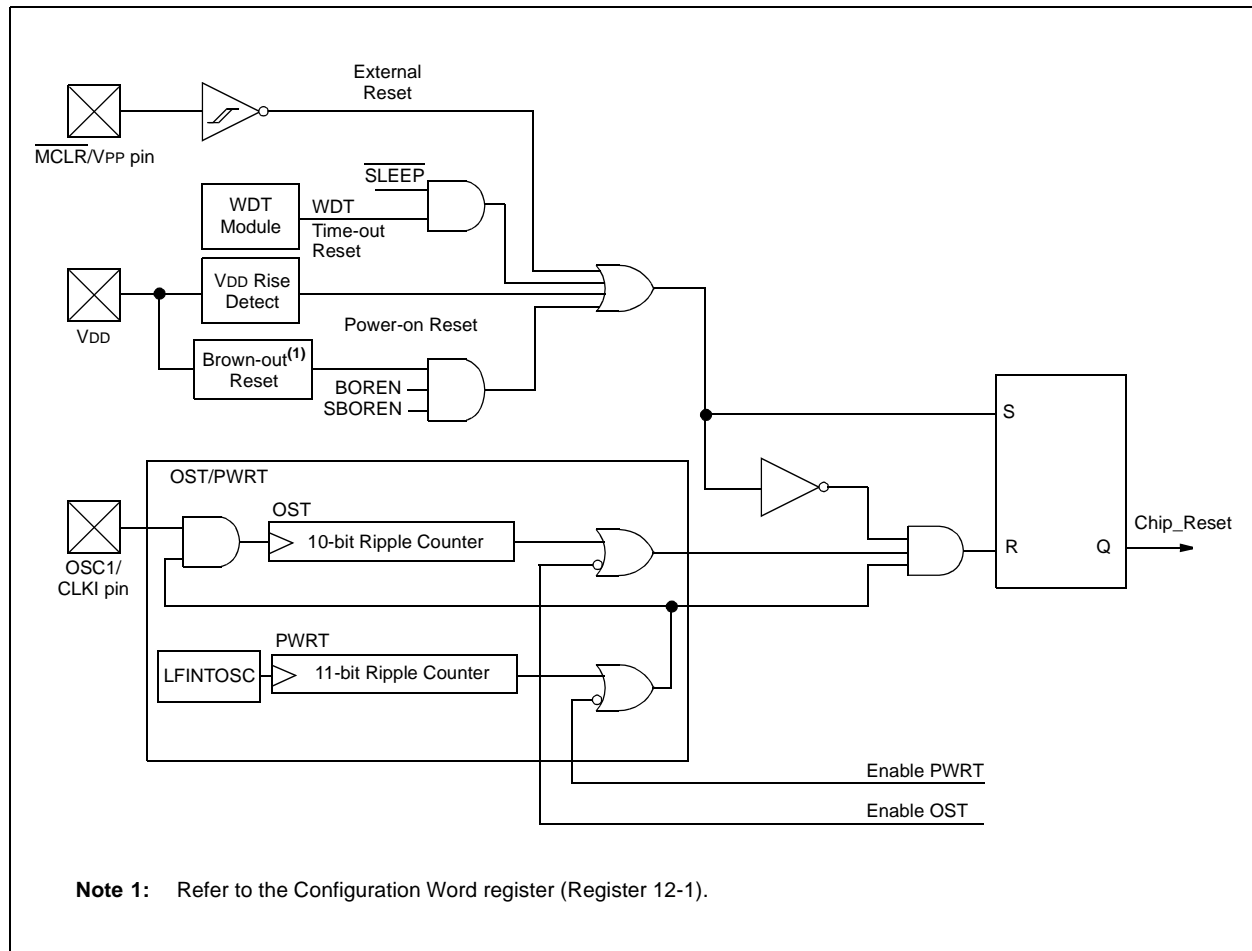 External
Reset
MCLR/VPP pin
SLEEP
WDT
Module
WDT
Time-out
Reset
VDD
VDD Rise
Detect
Power-on Reset
Brown-out(1)
Reset
BOREN
SBOREN
S
OST/PWRT
OST
10-bit Ripple Counter
OSC1/
CLKI pin
R
Q
Chip_Reset
PWRT
LFINTOSC
11-bit Ripple Counter
Enable PWRT
Enable OST
Note 1: Refer to the Configuration Word register (Register 12-1).